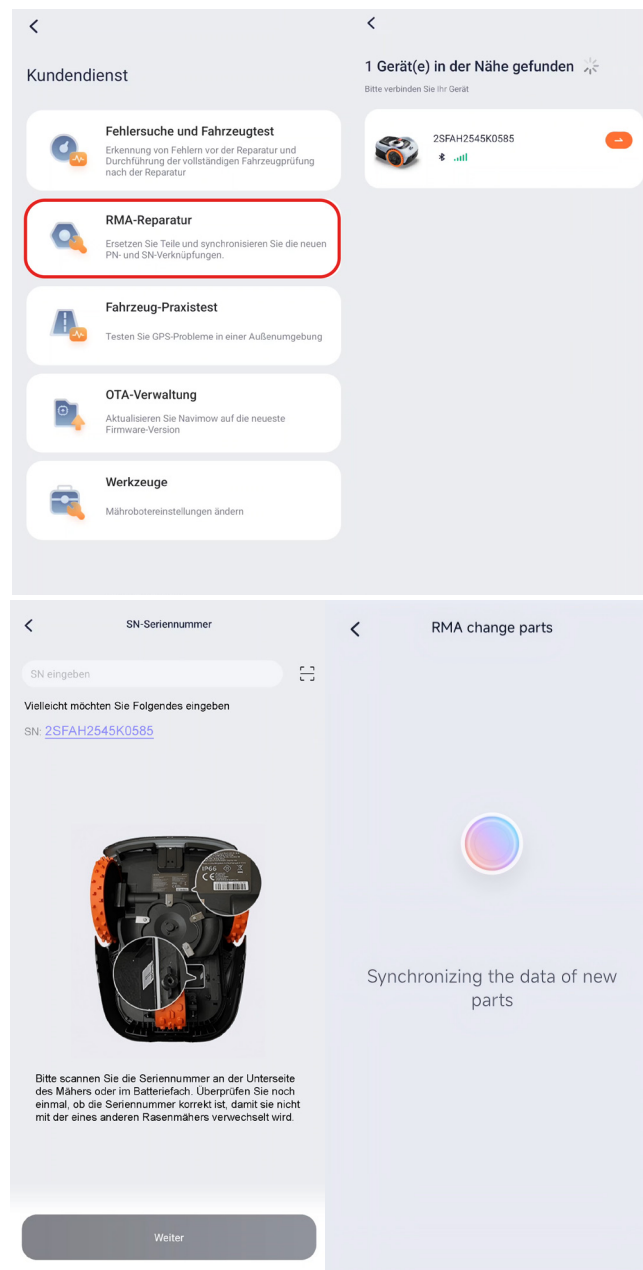 Kundendienst
Fehlersuche und Fahrzeugtest
Erkennung von Fehlern vor der Reparatur und
Durchführung der vollständigen Fahrzeugprüfung
nach der Reparatur
RMA-Reparatur
Ersetzen Sie Teile und synchronisieren Sie die neuen
PN- und SN-Verknüpfungen.
Fahrzeug-Praxistest
Testen Sie GPS-Probleme in einer Außenumgebung
OTA-Verwaltung
Aktualisieren Sie Navimow auf die neueste
Firmware-Version
Werkzeuge
Mährobotereinstellungen ändern
1 Gerät(e) in der Nähe gefunden
Bitte verbinden Sie Ihr Gerät
2SFAH2545K0585
SN-Seriennummer
SN eingeben
Vielleicht möchten Sie Folgendes eingeben
SN: 2SFAH2545K0585
IP66
CE
Bitte scannen Sie die Seriennummer an der Unterseite
des Mähers oder im Batteriefach. Überprüfen Sie noch
einmal, ob die Seriennummer korrekt ist, damit sie nicht
mit der eines anderen Rasenmähers verwechselt wird.
Weiter
RMA change parts
Synchronizing the data of new
parts